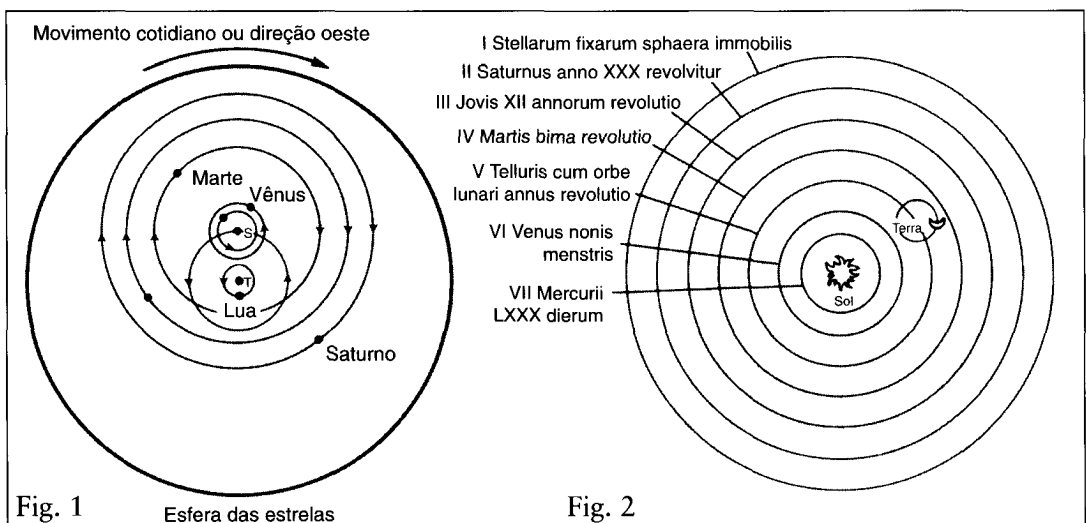 Movimento cotidiano ou direção oeste
Marte
Vênus
S
T
Lua
Saturno
Fig. 1
Esfera das estrelas
I Stellarum fixarum sphaera immobilis
II Saturnus anno XXX revolvitur
III Jovis XII annorum revolutio
IV Martis bima revolutio
V Telluris cum orbe
lunari annus revolutio
VI Venus nonis
menstris
VII Mercurii
LXXX dierum
Terra
Sol
Fig. 2